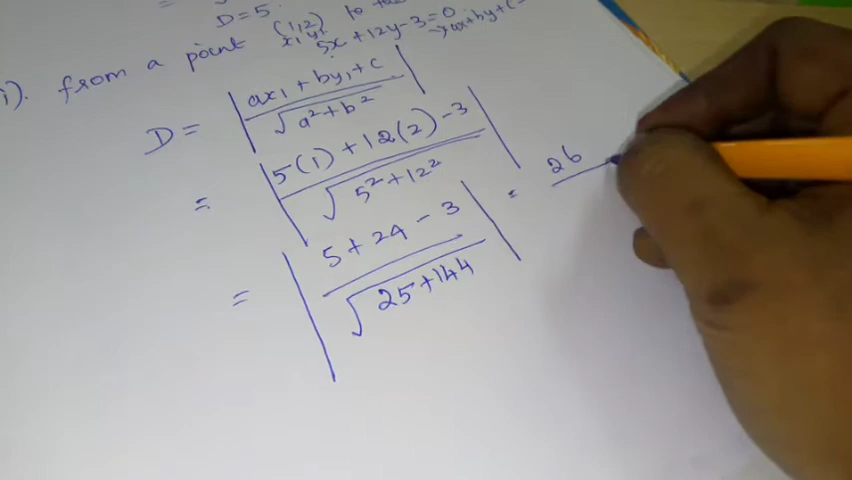 D=5.
i). from a point (1,2) to
x₁ y₁ 5x+12y-3=0
→ ax+by+c=
D = |ax₁ + by₁ + c / √a²+b²|
= |5(1) + 12(2) - 3 / √5²+12²|
= |5+24-3 / √25+144| = 26